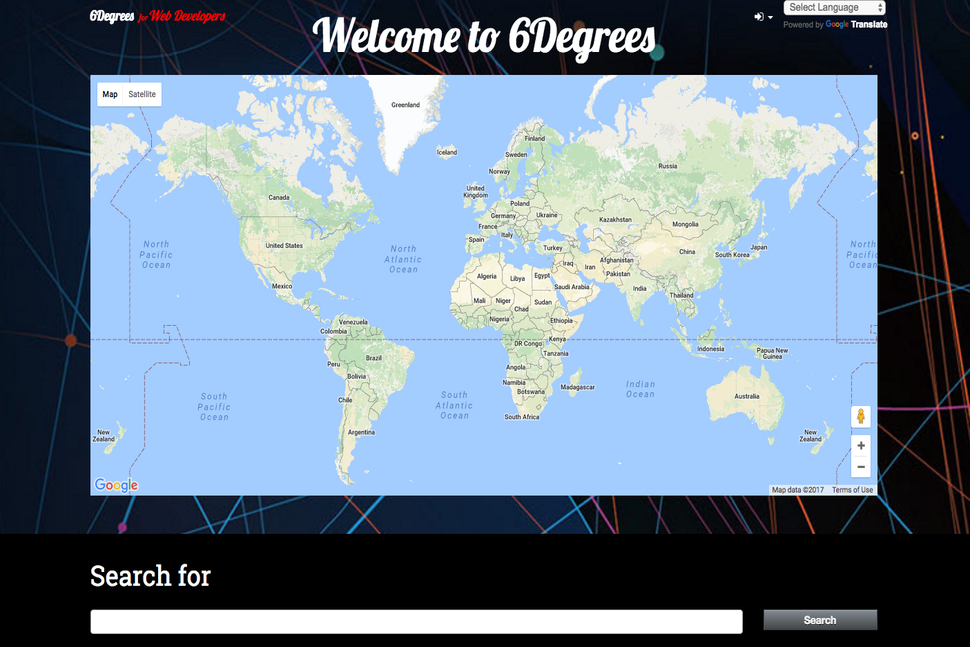 6Degrees for Web Developers
Welcome to 6Degrees
Select Language
Powered by Google Translate
Map Satellite
Greenland
Iceland
Finland
Sweden
Norway
Russia
United
Kingdom
Canada
Poland
Germany
Ukraine
Kazakhstan
Mongolia
France
Italy
Spain
United States
Turkey
China
Japan
South Korea
North
Pacific
Ocean
North
Atlantic
Ocean
North
Pacific
Ocean
Iraq
Iran
Afghanistan
Pakistan
Algeria
Libya
Egypt
Saudi Arabia
India
Mexico
Thailand
Mali
Niger
Chad
Sudan
Nigeria
Ethiopia
Venezuela
Colombia
Kenya
DR Congo
Tanzania
Indonesia
Papua New
Guinea
Brazil
Peru
Bolivia
Angola
Namibia
Botswana
Madagascar
Indian
Ocean
South
Pacific
Ocean
South
Atlantic
Ocean
Chile
Australia
South Africa
Argentina
New
Zealand
New
Zealand
+
−
Google
Map data ©2017 Terms of Use
Search for
Search